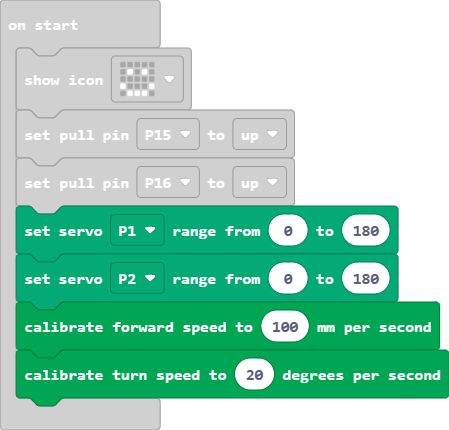 on start
show icon
set pull pin P15 to up
set pull pin P16 to up
set servo P1 range from 0 to 180
set servo P2 range from 0 to 180
calibrate forward speed to 100 mm per second
calibrate turn speed to 20 degrees per second